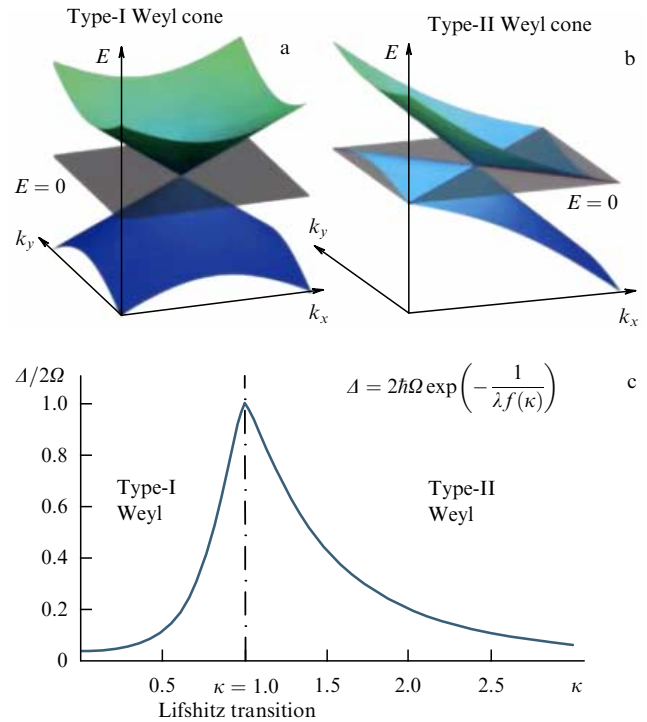 Type-I Weyl cone
E
a
E = 0
k_y
k_x
Type-II Weyl cone
E
b
E = 0
k_y
k_x
Δ/2Ω
Δ = 2ℏΩ exp(−1/(λf(κ)))
c
1.0
0.8
0.6
0.4
0.2
0
Type-I
Weyl
Type-II
Weyl
0.5 κ = 1.0 1.5 2.0 2.5 κ
Lifshitz transition